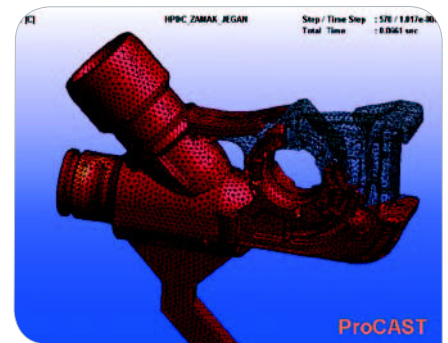 [C]
HPDC_ZAMAK_JEGAN
Step / Time Step : 570 / 1.017e-00
Total Time : 0.0661 sec
ProCAST